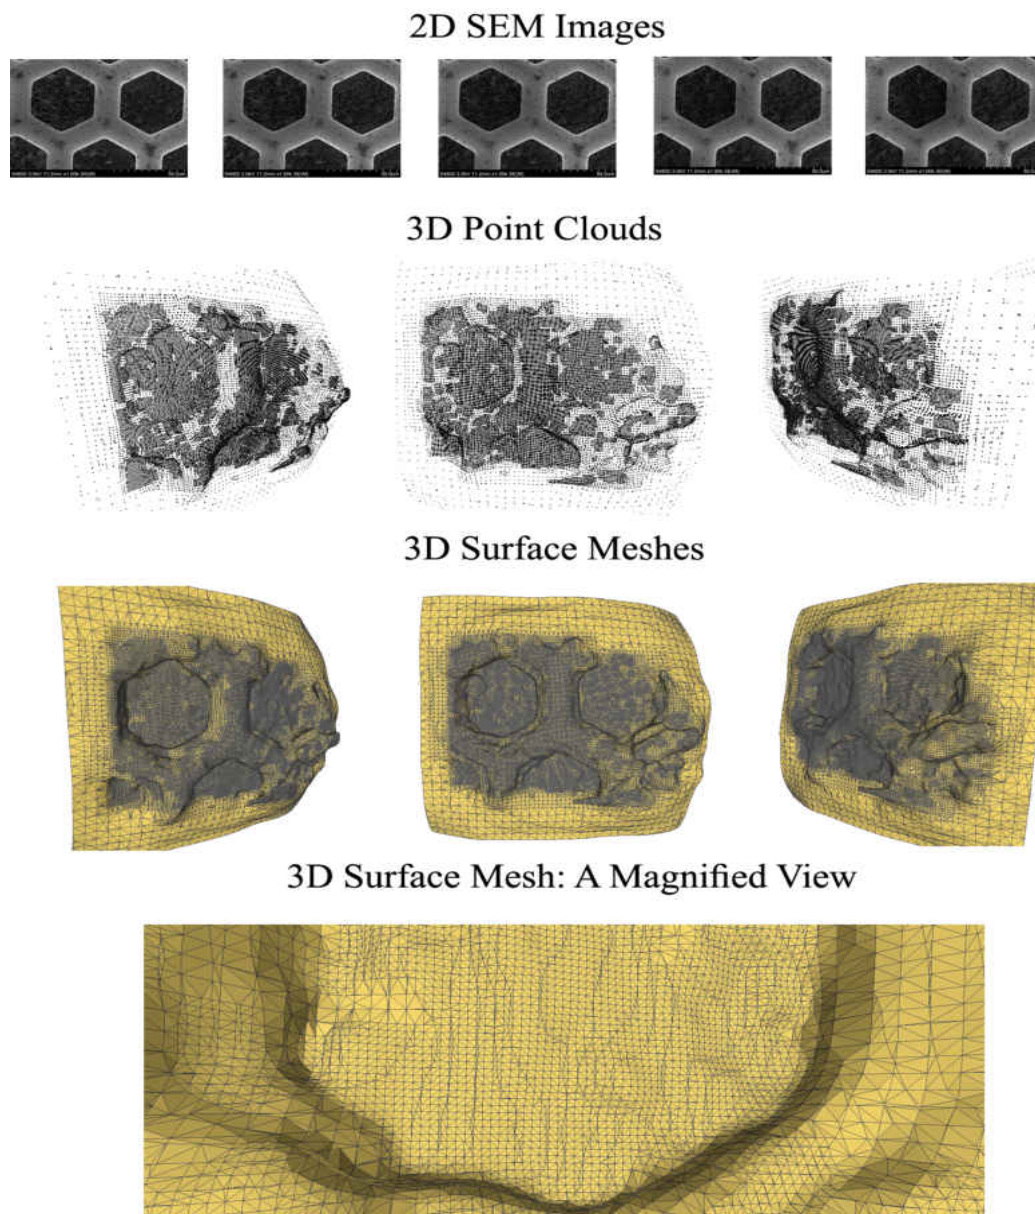 2D SEM Images
3D Point Clouds
3D Surface Meshes
3D Surface Mesh: A Magnified View